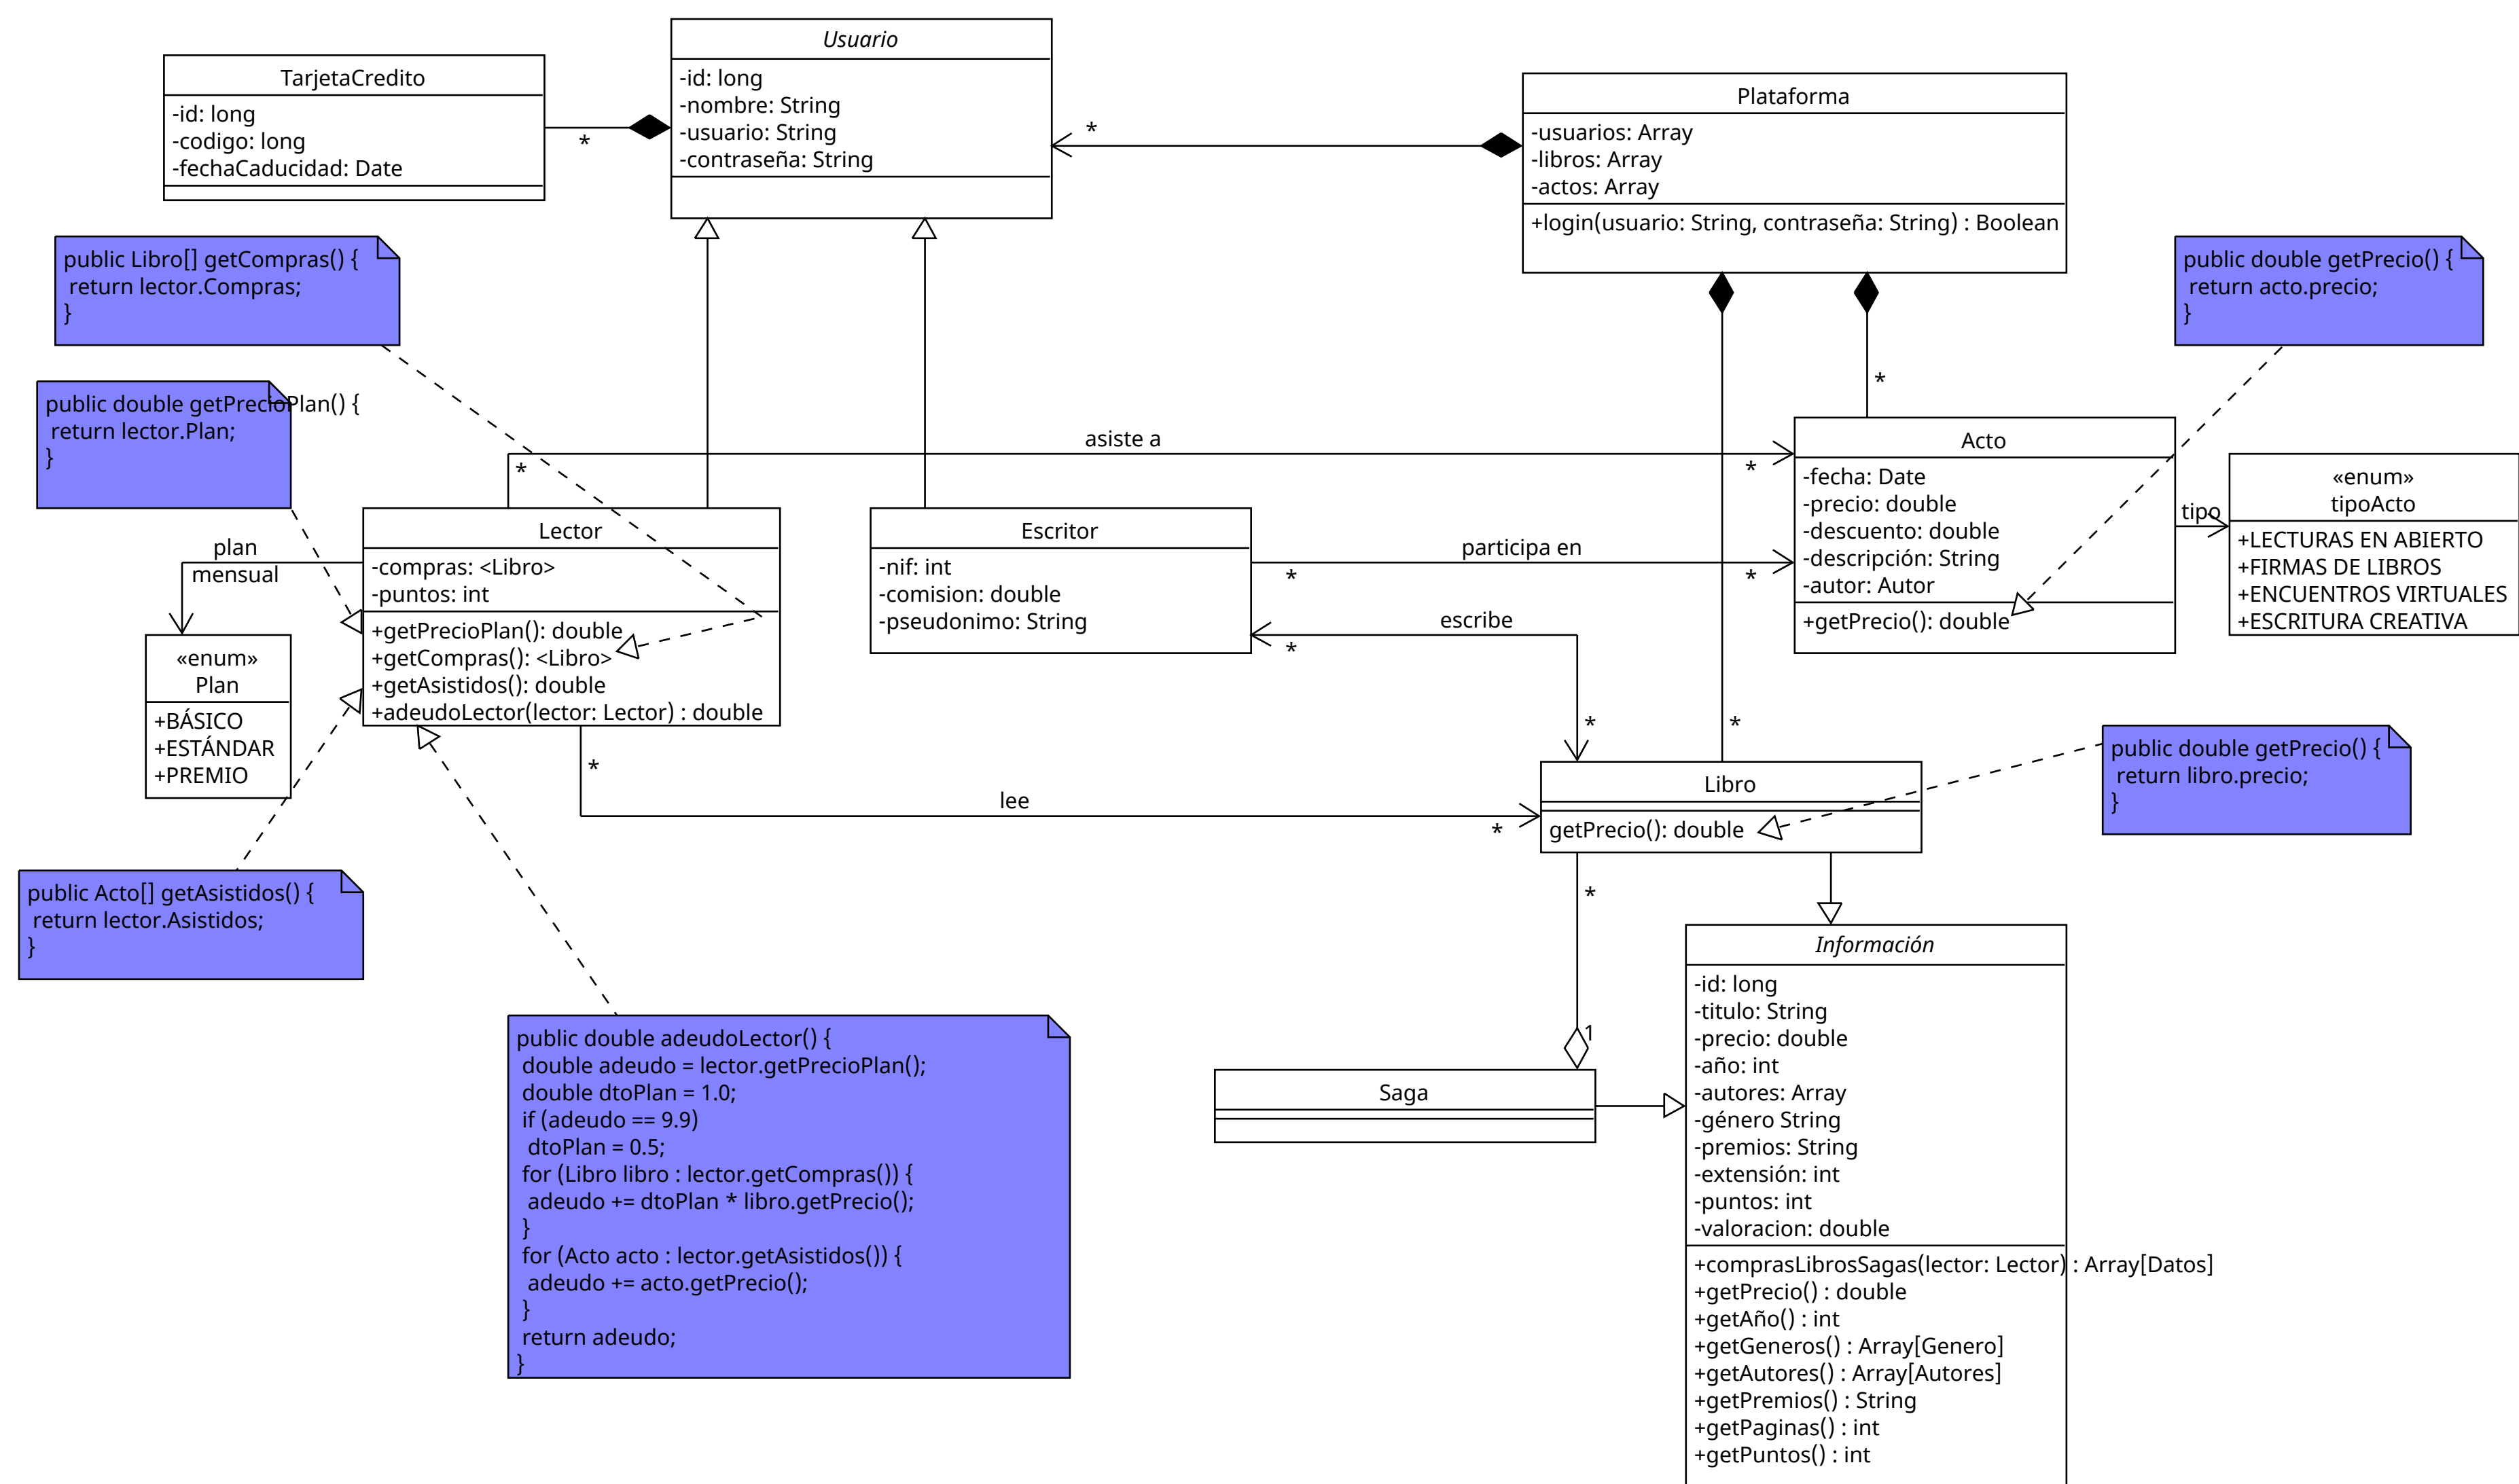 TarjetaCredito
-id: long
-codigo: long
-fechaCaducidad: Date
*
Usuario
-id: long
-nombre: String
-usuario: String
-contraseña: String
*
Plataforma
-usuarios: Array
-libros: Array
-actos: Array
+login(usuario: String, contraseña: String) : Boolean
public Libro[] getCompras() {
return lector.Compras;
}
public double getPrecio() {
return acto.precio;
}
public double getPrecioPlan() {
return lector.Plan;
}
*
asiste a
*
*
Acto
-fecha: Date
-precio: double
-descuento: double
-descripción: String
-autor: Autor
+getPrecio(): double
tipo
«enum»
tipoActo
+LECTURAS EN ABIERTO
+FIRMAS DE LIBROS
+ENCUENTROS VIRTUALES
+ESCRITURA CREATIVA
plan
mensual
Lector
-compras: <Libro>
-puntos: int
+getPrecioPlan(): double
+getCompras(): <Libro>
+getAsistidos(): double
+adeudoLector(lector: Lector) : double
Escritor
-nif: int
-comision: double
-pseudonimo: String
participa en
*
*
escribe
*
*
*
«enum»
Plan
+BÁSICO
+ESTÁNDAR
+PREMIO
*
lee
*
Libro
getPrecio(): double
public double getPrecio() {
return libro.precio;
}
public Acto[] getAsistidos() {
return lector.Asistidos;
}
*
1
Saga
Información
-id: long
-titulo: String
-precio: double
-año: int
-autores: Array
-género String
-premios: String
-extensión: int
-puntos: int
-valoracion: double
+comprasLibrosSagas(lector: Lector) : Array[Datos]
+getPrecio() : double
+getAño() : int
+getGeneros() : Array[Genero]
+getAutores() : Array[Autores]
+getPremios() : String
+getPaginas() : int
+getPuntos() : int
public double adeudoLector() {
double adeudo = lector.getPrecioPlan();
double dtoPlan = 1.0;
if (adeudo == 9.9)
dtoPlan = 0.5;
for (Libro libro : lector.getCompras()) {
adeudo += dtoPlan * libro.getPrecio();
}
for (Acto acto : lector.getAsistidos()) {
adeudo += acto.getPrecio();
}
return adeudo;
}